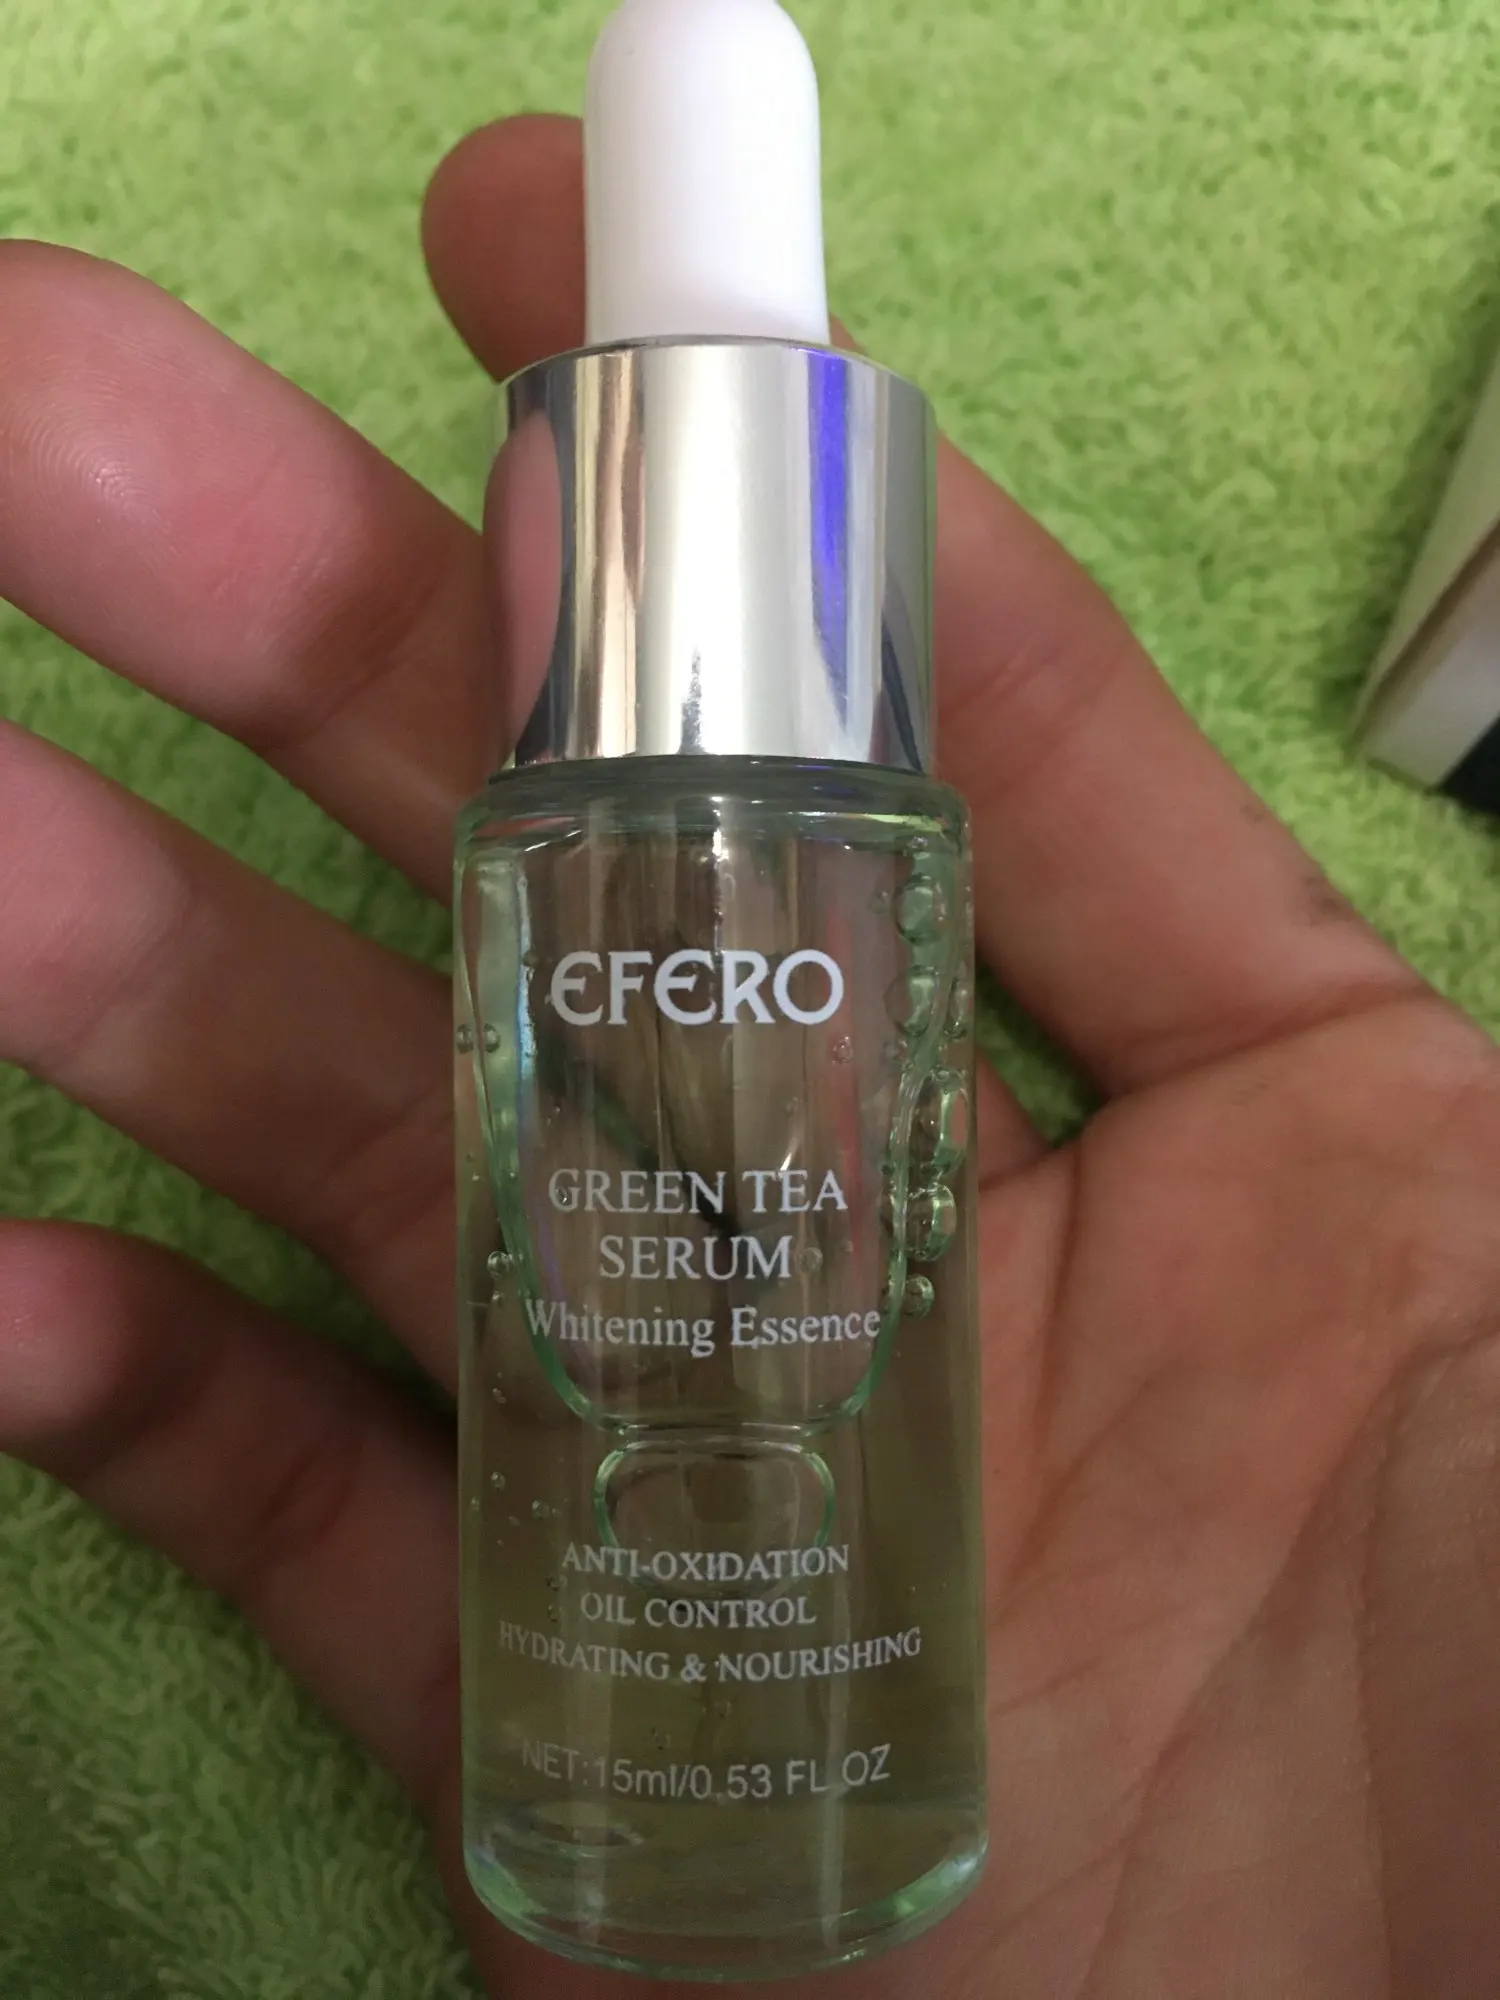 EFERO
GREEN TEA
SERUM
Whitening Essence
ANTI-OXIDATION
OIL CONTROL
HYDRATING & NOURISHING
NET:15ml/0.53 FL OZ